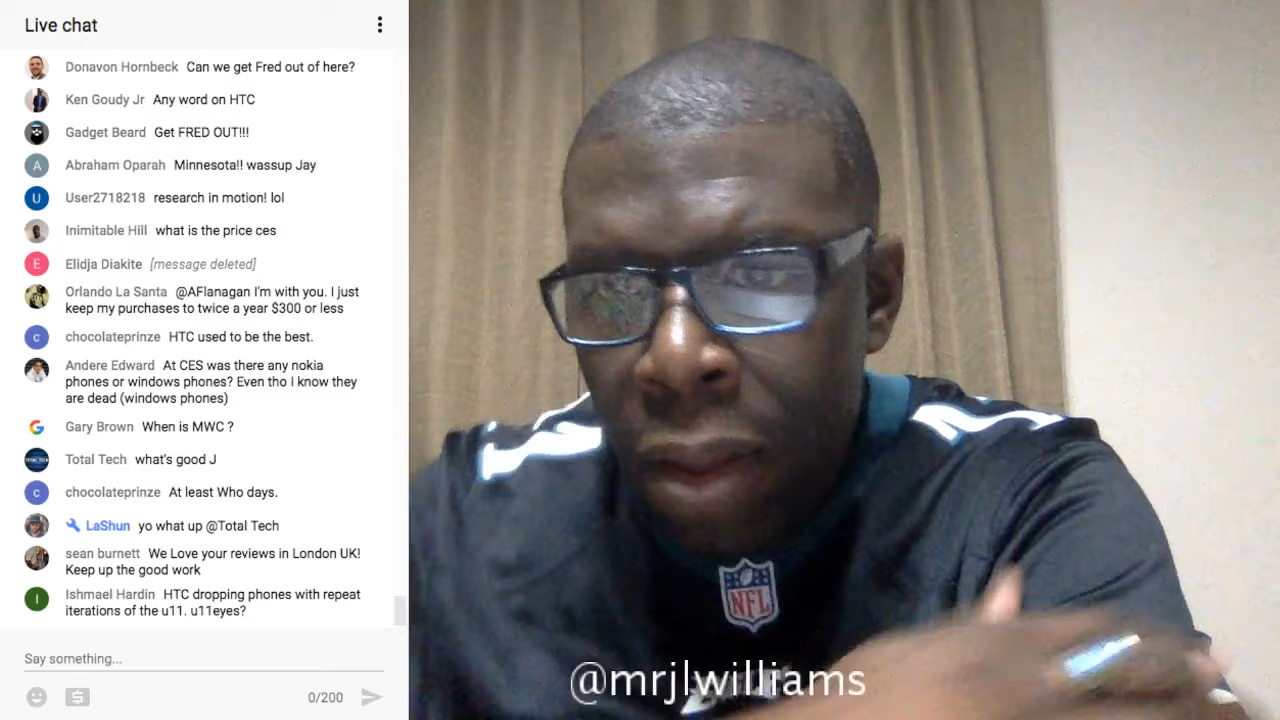 Live chat
Donavon Hornbeck Can we get Fred out of here?
Ken Goudy Jr Any word on HTC
Gadget Beard Get FRED OUT!!!
A Abraham Oparah Minnesota!! wassup Jay
U User2718218 research in motion! lol
Inimitable Hill what is the price ces
E Elidja Diakite [message deleted]
Orlando La Santa @AFlanagan I'm with you. I just
keep my purchases to twice a year $300 or less
c chocolateprinze HTC used to be the best.
Andere Edward At CES was there any nokia
phones or windows phones? Even tho I know they
are dead (windows phones)
G Gary Brown When is MWC ?
TOTAL TECH Total Tech what's good J
c chocolateprinze At least Who days.
LaShun yo what up @Total Tech
sean burnett We Love your reviews in London UK!
Keep up the good work
I Ishmael Hardin HTC dropping phones with repeat
iterations of the u11. u11eyes?
Say something...
0/200
NFL
@mrjlwilliams